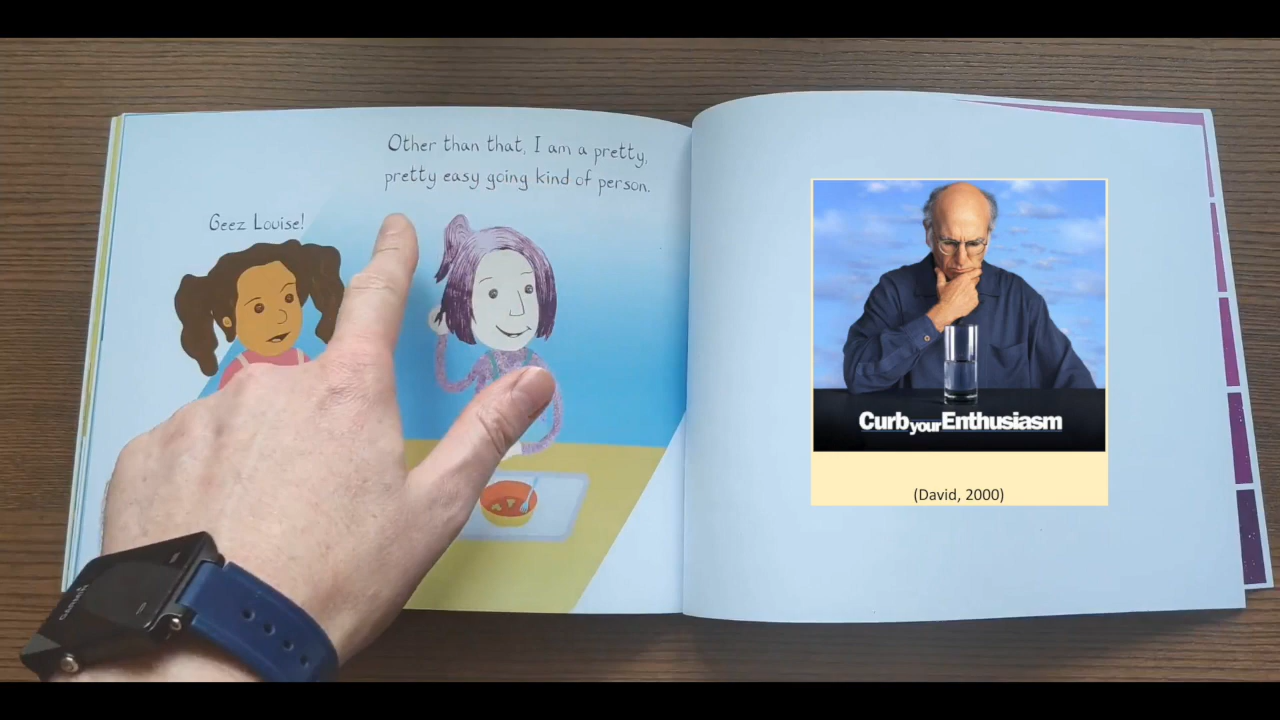 Other than that, I am a pretty,
pretty easy going kind of person.
Geez Louise!
Curb your Enthusiasm
(David, 2000)